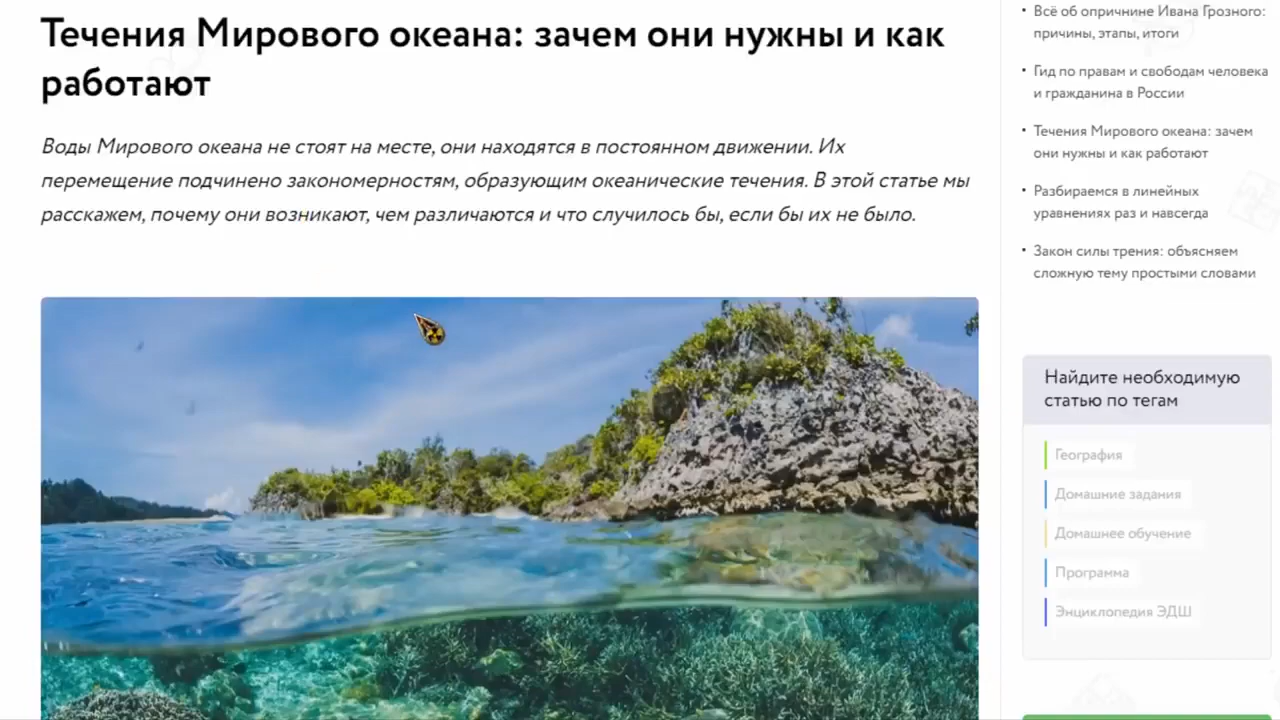 Течения Мирового океана: зачем они нужны и как
работают
Воды Мирового океана не стоят на месте, они находятся в постоянном движении. Их
перемещение подчинено закономерностям, образующим океанические течения. В этой статье мы
расскажем, почему они возникают, чем различаются и что случилось бы, если бы их не было.
Всё об опричнине Ивана Грозного:
причины, этапы, итоги
Гид по правам и свободам человека
и гражданина в России
Течения Мирового океана: зачем
они нужны и как работают
Разбираемся в линейных
уравнениях раз и навсегда
Закон силы трения: объясняем
сложную тему простыми словами
Найдите необходимую
статью по тегам
География
Домашние задания
Домашнее обучение
Программа
Энциклопедия ЭДШ